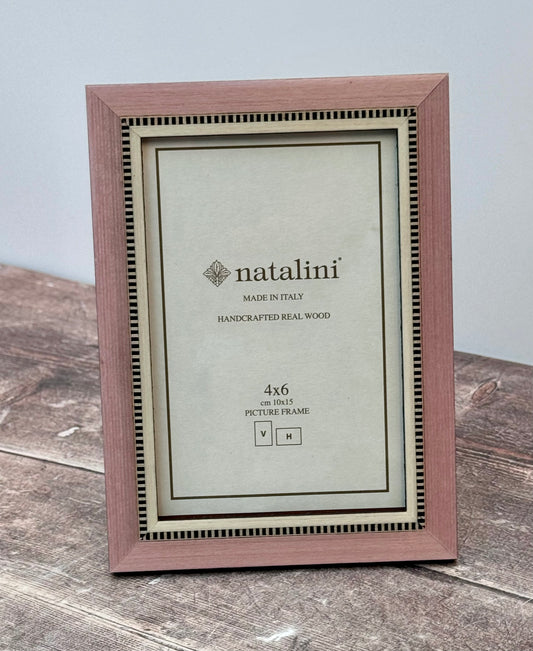 natalini®
MADE IN ITALY
HANDCRAFTED REAL WOOD
4x6
cm 10x15
PICTURE FRAME
V H